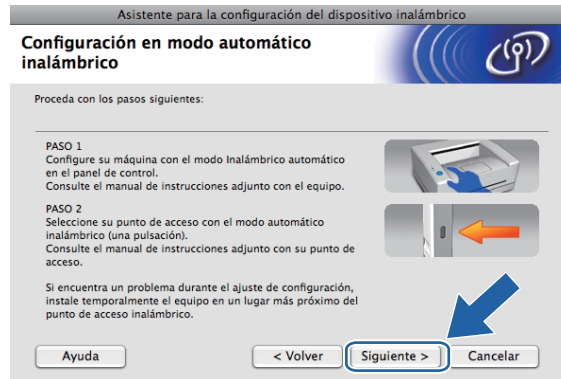 Asistente para la configuración del dispositivo inalámbrico
Configuración en modo automático
inalámbrico
Proceda con los pasos siguientes:
PASO 1
Configure su máquina con el modo Inalámbrico automático
en el panel de control.
Consulte el manual de instrucciones adjunto con el equipo.
PASO 2
Seleccione su punto de acceso con el modo automático
inalámbrico (una pulsación).
Consulte el manual de instrucciones adjunto con su punto de
acceso.
Si encuentra un problema durante el ajuste de configuración,
instale temporalmente el equipo en un lugar más próximo del
punto de acceso inalámbrico.
Ayuda
< Volver
Siguiente >
Cancelar